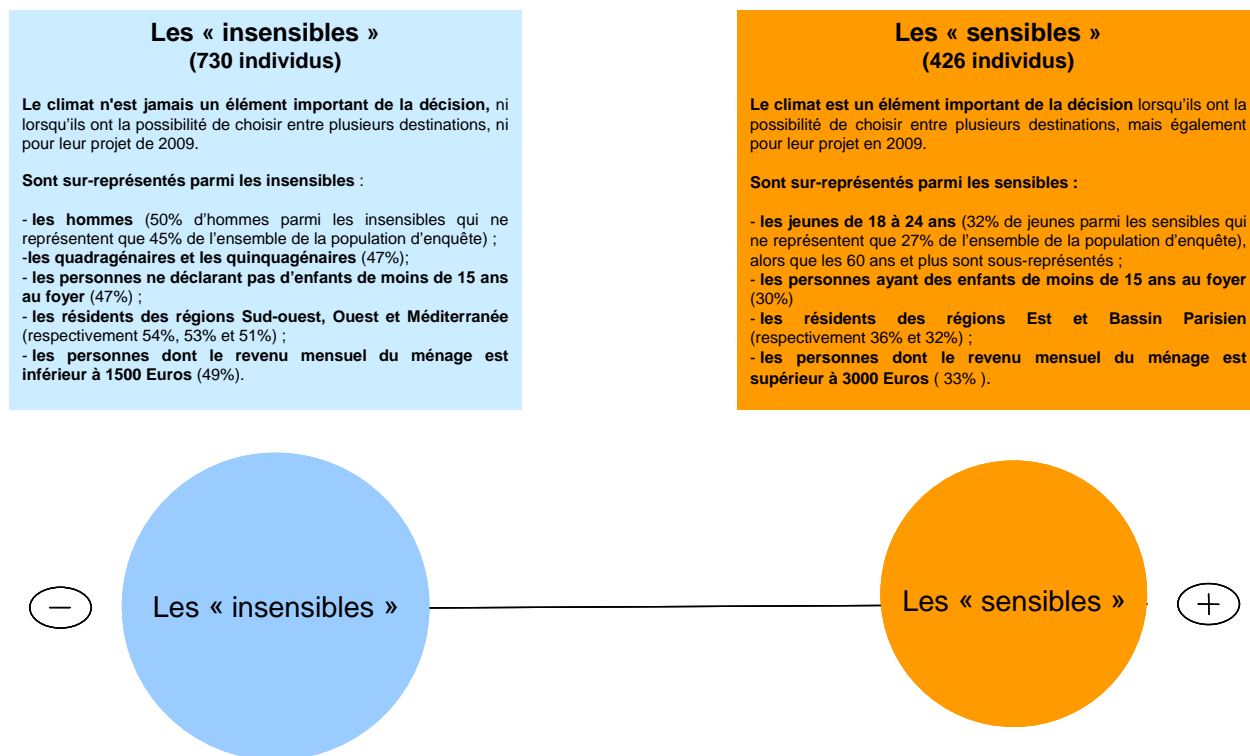 Les « insensibles »
(730 individus)
Le climat n'est jamais un élément important de la décision, ni
lorsqu'ils ont la possibilité de choisir entre plusieurs destinations, ni
pour leur projet de 2009.
Sont sur-représentés parmi les insensibles :
- les hommes (50% d'hommes parmi les insensibles qui ne
représentent que 45% de l'ensemble de la population d'enquête) ;
-les quadragénaires et les quinquagénaires (47%);
- les personnes ne déclarant pas d'enfants de moins de 15 ans
au foyer (47%) ;
- les résidents des régions Sud-ouest, Ouest et Méditerranée
(respectivement 54%, 53% et 51%) ;
- les personnes dont le revenu mensuel du ménage est
inférieur à 1500 Euros (49%).
Les « sensibles »
(426 individus)
Le climat est un élément important de la décision lorsqu'ils ont la
possibilité de choisir entre plusieurs destinations, mais également
pour leur projet en 2009.
Sont sur-représentés parmi les sensibles :
- les jeunes de 18 à 24 ans (32% de jeunes parmi les sensibles qui
ne représentent que 27% de l'ensemble de la population d'enquête),
alors que les 60 ans et plus sont sous-représentés ;
- les personnes ayant des enfants de moins de 15 ans au foyer
(30%)
- les résidents des régions Est et Bassin Parisien
(respectivement 36% et 32%) ;
- les personnes dont le revenu mensuel du ménage est
supérieur à 3000 Euros ( 33% ).
−
Les « insensibles »
Les « sensibles »
+